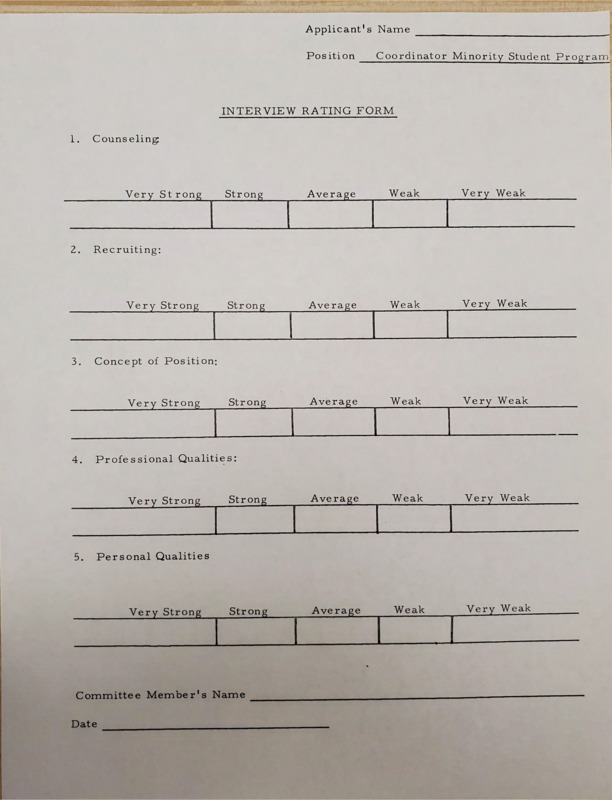 Applicant's Name
Position Coordinator Minority Student Program
INTERVIEW RATING FORM
1. Counseling:
Very Strong Strong Average Weak Very Weak
2. Recruiting:
Very Strong Strong Average Weak Very Weak
3. Concept of Position:
Very Strong Strong Average Weak Very Weak
4. Professional Qualities:
Very Strong Strong Average Weak Very Weak
5. Personal Qualities
Very Strong Strong Average Weak Very Weak
Committee Member's Name
Date